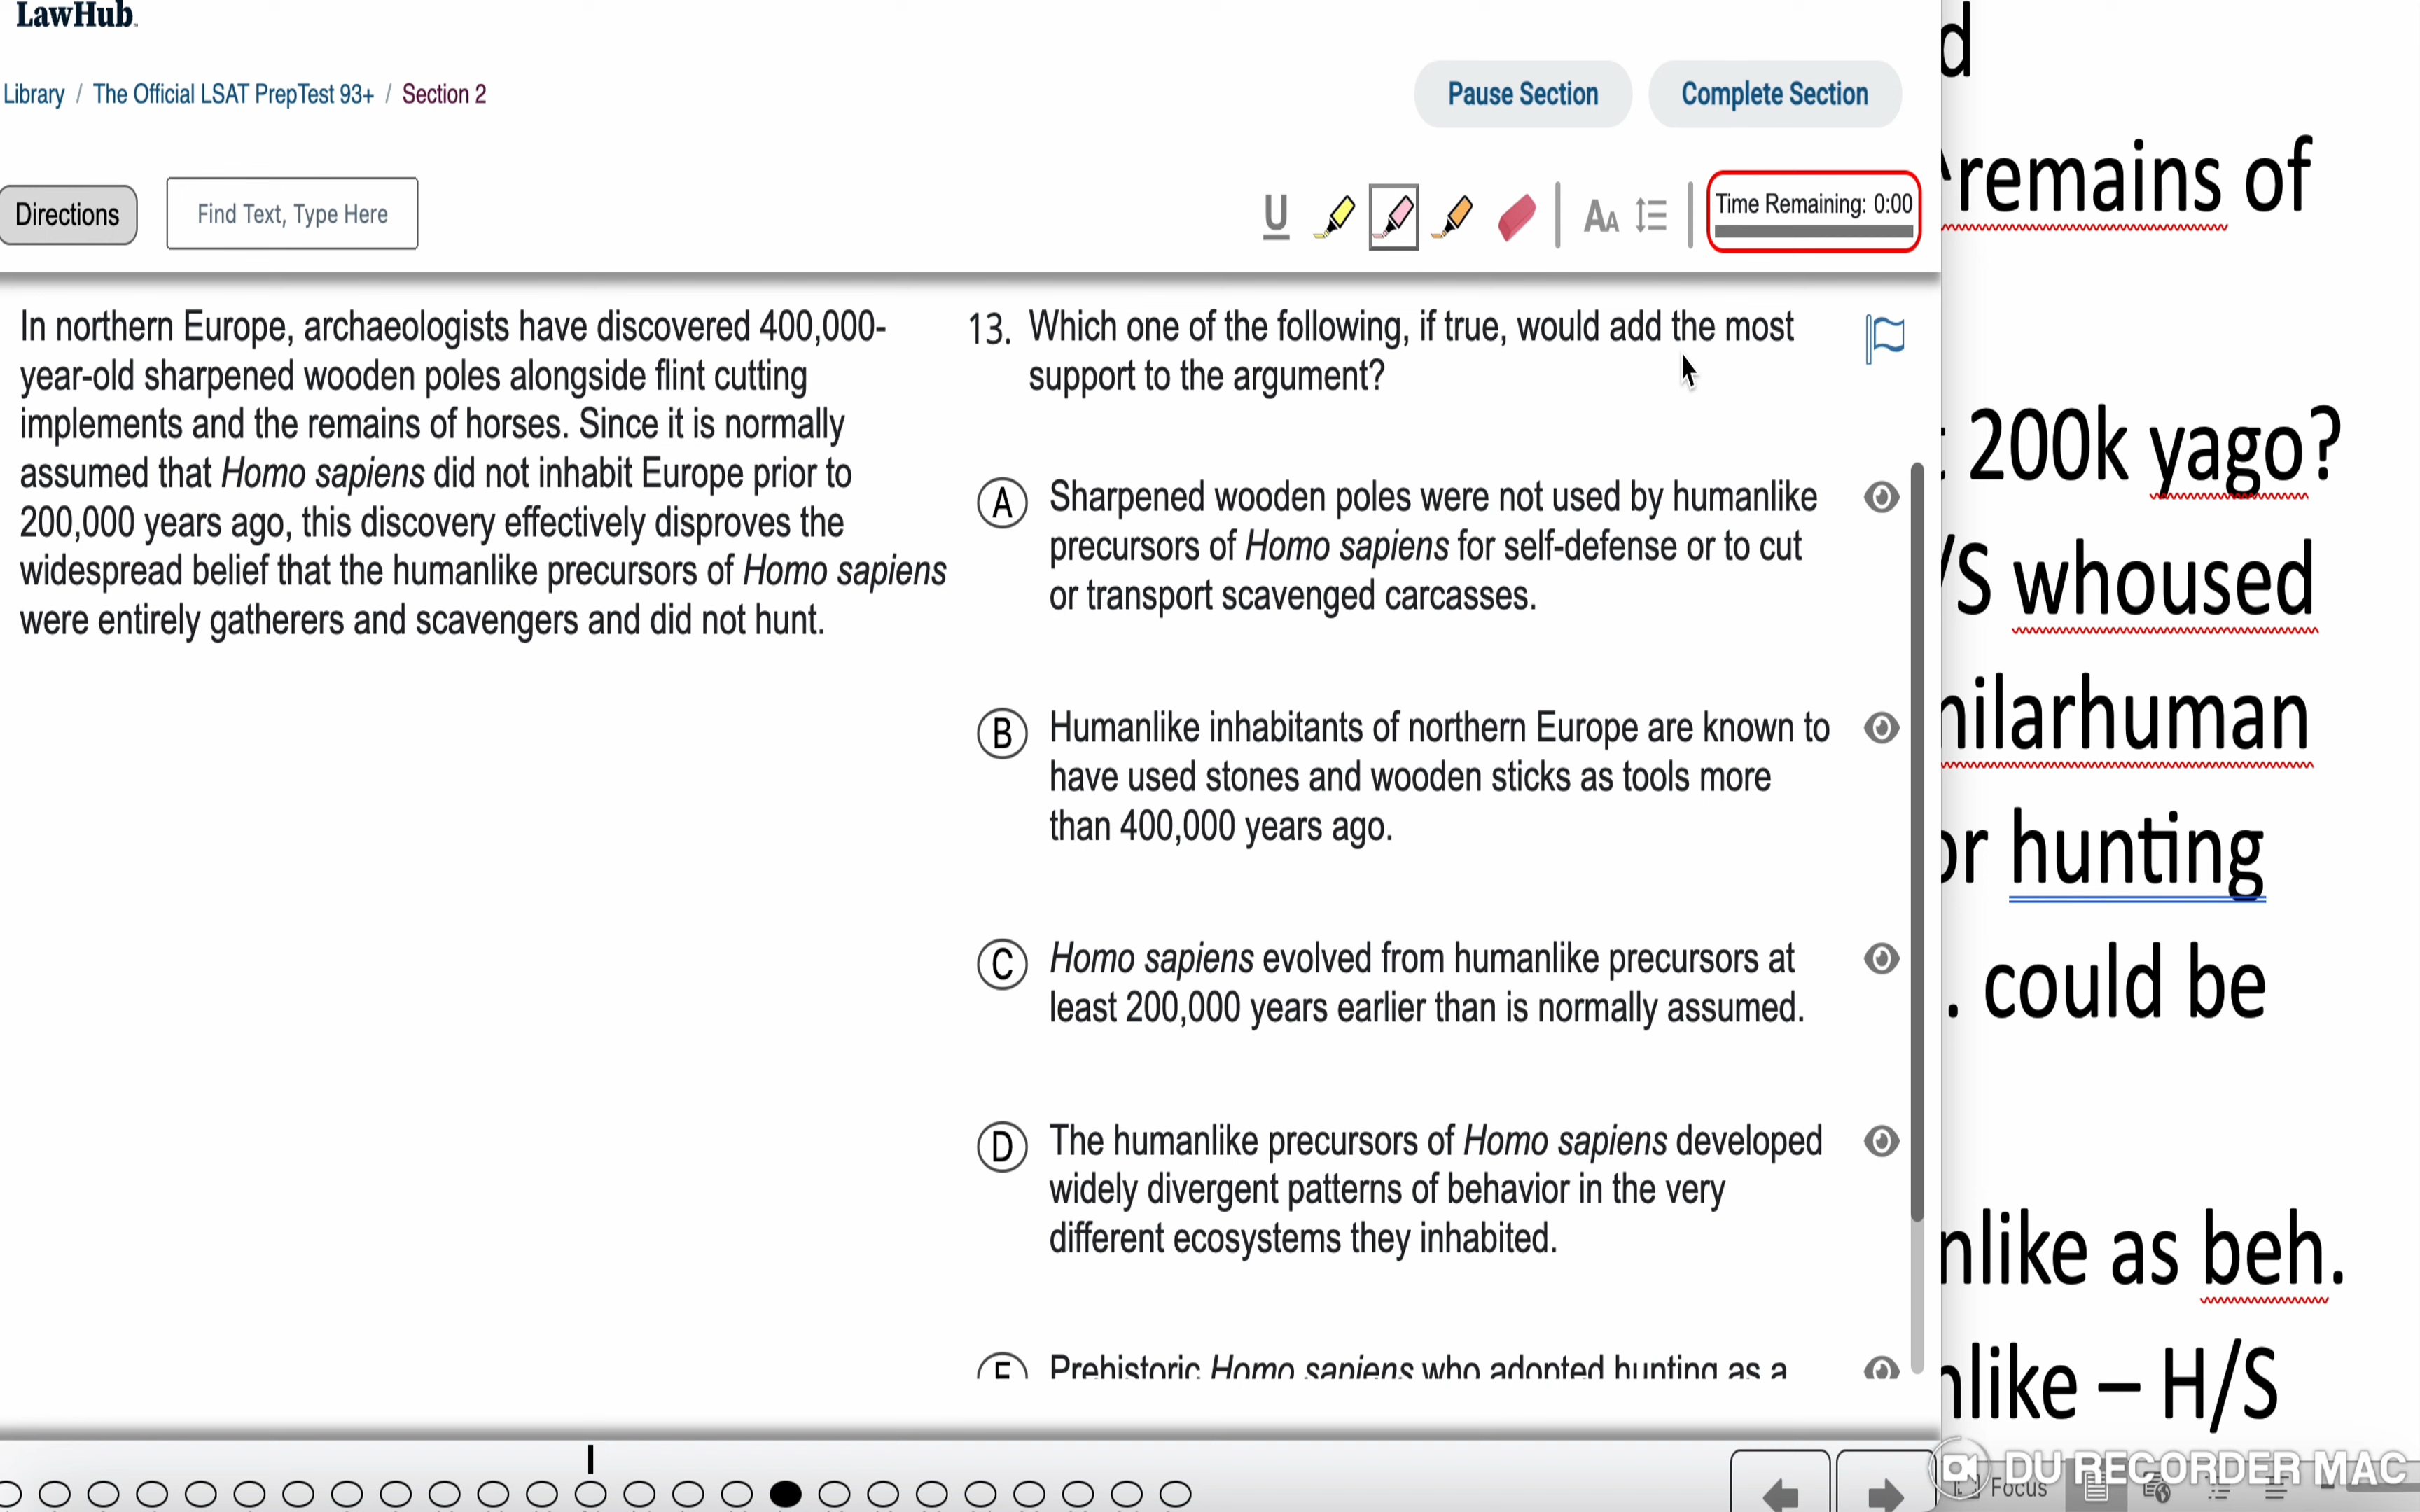 LawHub
Library / The Official LSAT PrepTest 93+ / Section 2
Pause Section
Complete Section
Directions
Find Text, Type Here
U
AA
Time Remaining: 0:00
In northern Europe, archaeologists have discovered 400,000-
year-old sharpened wooden poles alongside flint cutting
implements and the remains of horses. Since it is normally
assumed that Homo sapiens did not inhabit Europe prior to
200,000 years ago, this discovery effectively disproves the
widespread belief that the humanlike precursors of Homo sapiens
were entirely gatherers and scavengers and did not hunt.
13. Which one of the following, if true, would add the most
support to the argument?
A Sharpened wooden poles were not used by humanlike
precursors of Homo sapiens for self-defense or to cut
or transport scavenged carcasses.
B Humanlike inhabitants of northern Europe are known to
have used stones and wooden sticks as tools more
than 400,000 years ago.
C Homo sapiens evolved from humanlike precursors at
least 200,000 years earlier than is normally assumed.
D The humanlike precursors of Homo sapiens developed
widely divergent patterns of behavior in the very
different ecosystems they inhabited.
E Prehistoric Homo sapiens who adopted hunting as a
d
remains of
200k yago?
/S whoused
nilarhuman
or hunting
. could be
nlike as beh.
nlike – H/S
DU RECORDER MAC
Focus